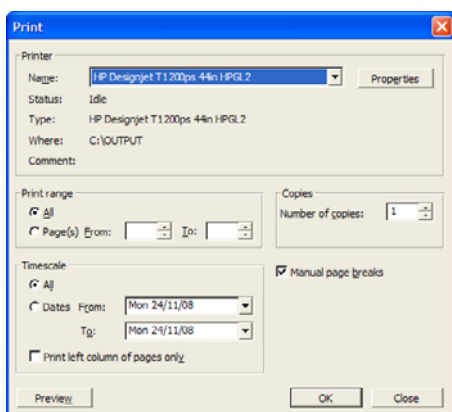 Print
Printer
Name: HP Designjet T1200ps 44in HPGL2 Properties
Status: Idle
Type: HP Designjet T1200ps 44in HPGL2
Where: C:\OUTPUT
Comment:
Print range
All
Page(s) From: To:
Copies
Number of copies: 1
Timescale
All
Dates From: Mon 24/11/08
To: Mon 24/11/08
Print left column of pages only
Manual page breaks
Preview OK Close